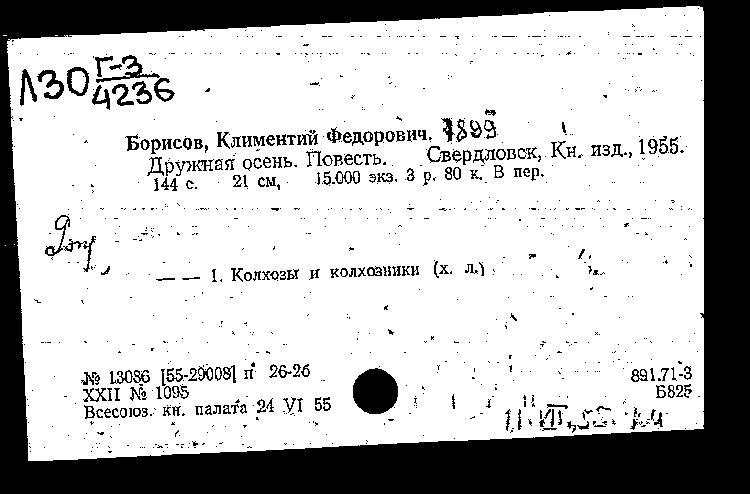 Л30 Г-3
4236
Борисов, Климентий Федорович. 1899
Дружная осень. Повесть. Свердловск, Кн. изд., 1955.
144 с. 21 см, 15.000 экз. 3 р. 80 к. В пер.
— — 1. Колхозы и колхозники (х. л.)
№ 13086 [55-29008] п 26-26
XXII № 1095
Всесоюз. кн. палата 24 VI 55
891.71-3
Б825